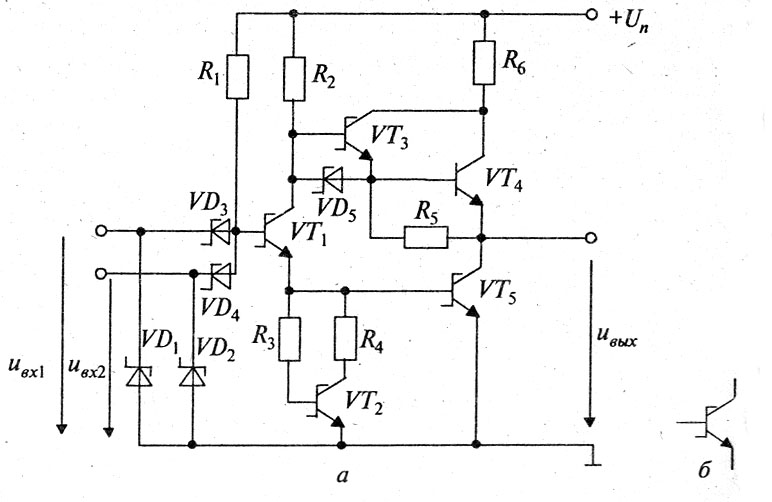 +Uп
R1
R2
R6
VT3
VT4
VD5
R5
VD3
VT1
VD4
VT5
VD1
VD2
R3
R4
VT2
uвх1
uвх2
uвых
а
б